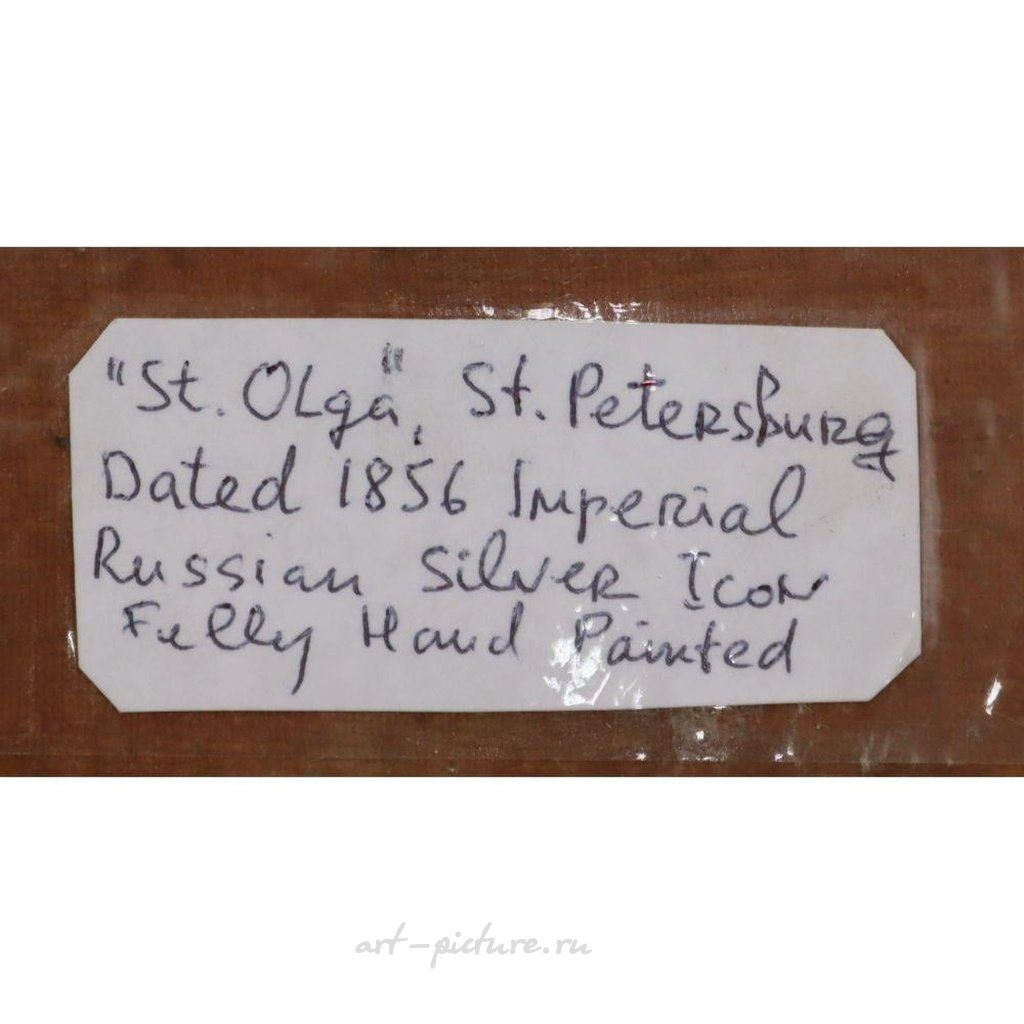 "St. Olga", St. Petersburg
Dated 1856 Imperial
Russian Silver Icon
Fully Hand Painted
art-picture.ru